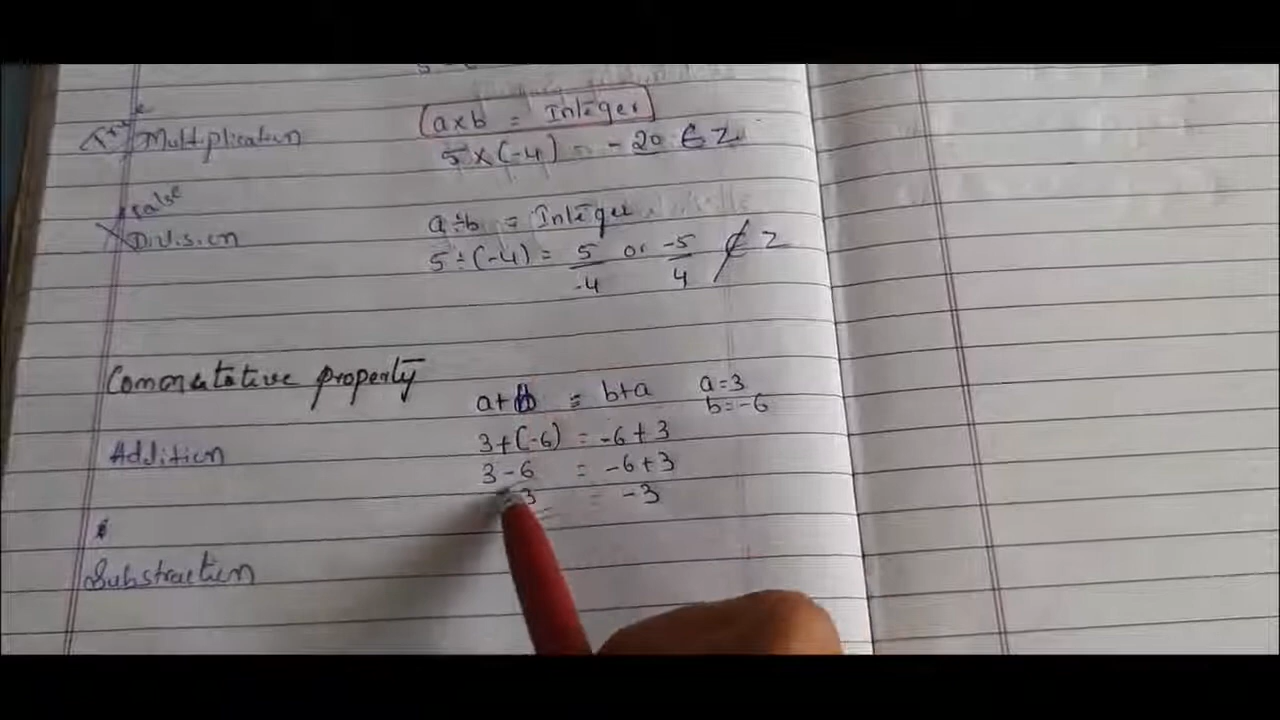 Multiplication a×b = Integer
5×(-4) = -20 ∈ Z
false
Division a÷b = Integer
5÷(-4) = 5/-4 or -5/4 ∉ Z
Commutative property
a+b = b+a a=3
b=-6
Addition 3+(-6) = -6+3
3-6 = -6+3
-3 = -3
Substraction